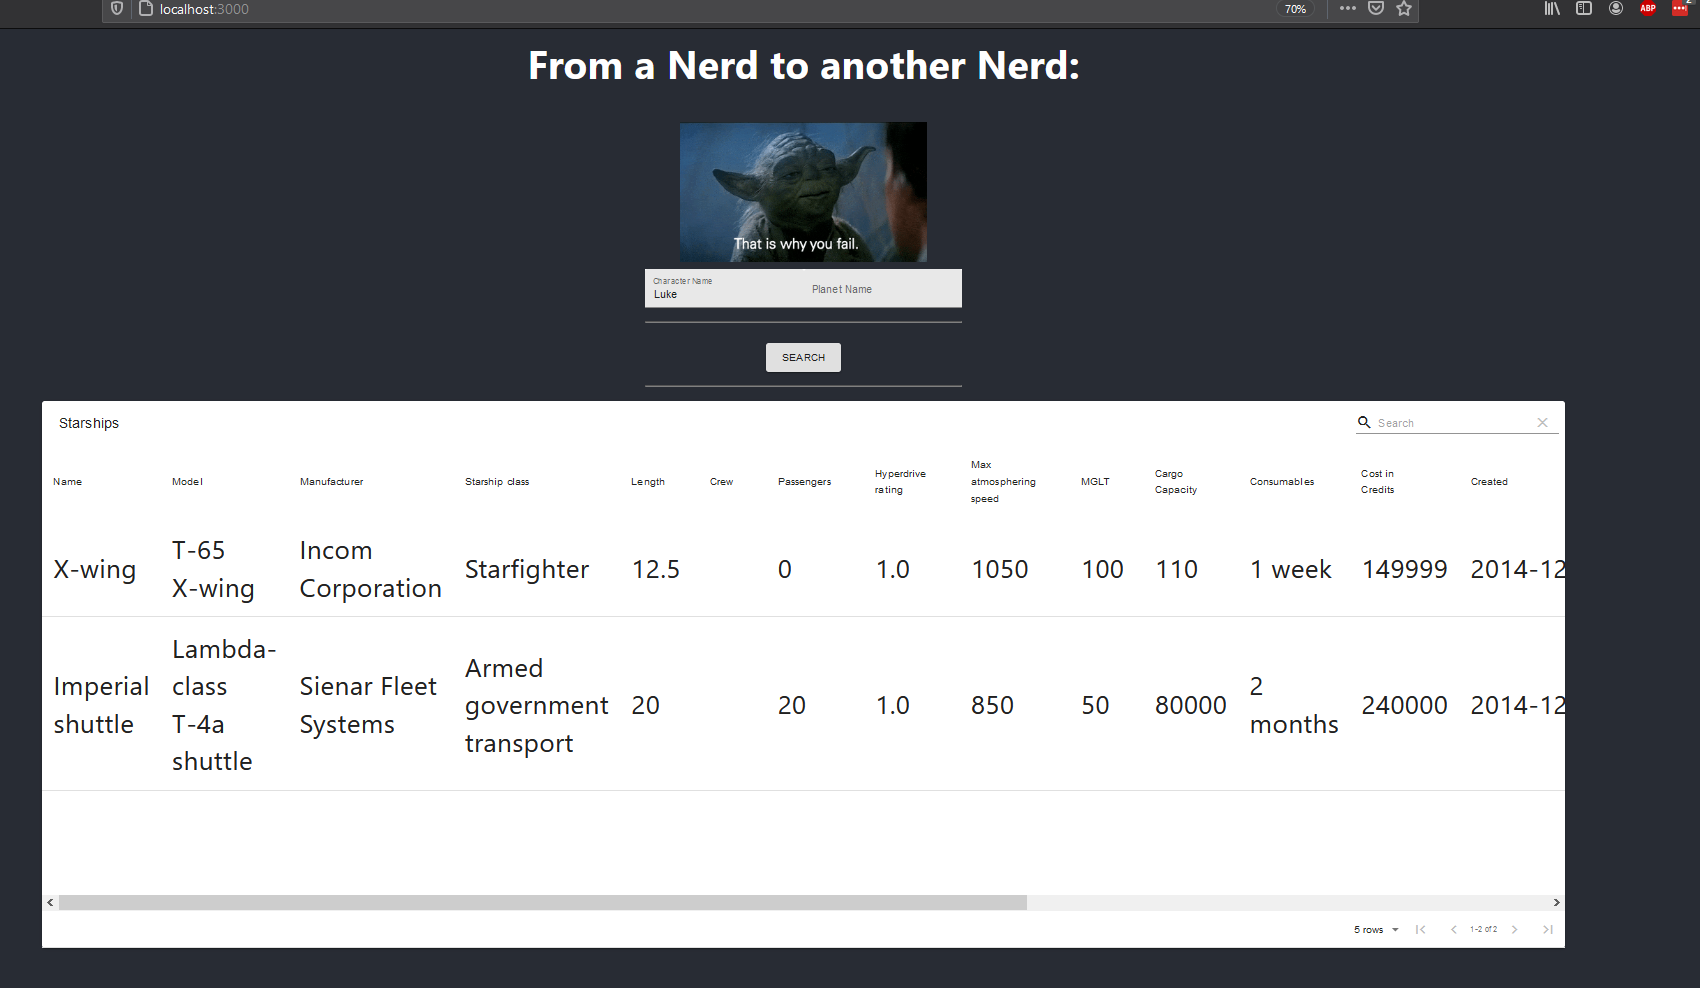 localhost:3000
70%
ABP
From a Nerd to another Nerd:
That is why you fail.
Character Name
Luke
Planet Name
SEARCH
Starships
Search
Name Model Manufacturer Starship class Length Crew Passengers Hyperdrive rating Max atmosphering speed MGLT Cargo Capacity Consumables Cost in Credits Created
X-wing T-65 X-wing Incom Corporation Starfighter 12.5 0 1.0 1050 100 110 1 week 149999 2014-12
Imperial shuttle Lambda-class T-4a shuttle Sienar Fleet Systems Armed government transport 20 20 1.0 850 50 80000 2 months 240000 2014-12
5 rows 1-2 of 2